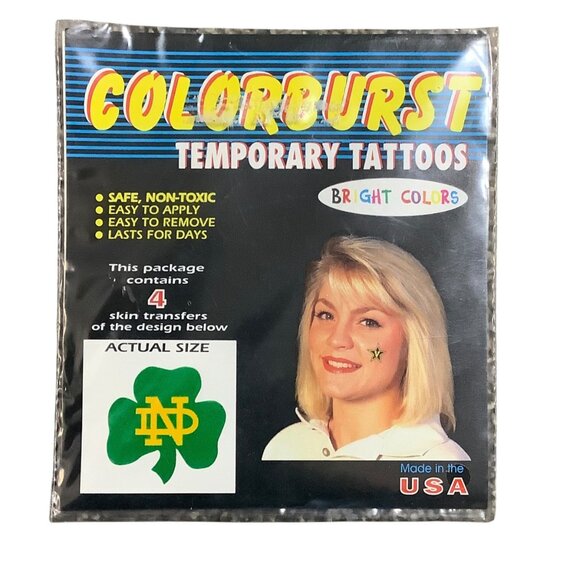 COLORBURST
TEMPORARY TATTOOS
BRIGHT COLORS
SAFE, NON-TOXIC
EASY TO APPLY
EASY TO REMOVE
LASTS FOR DAYS
This package
contains
4
skin transfers
of the design below
ACTUAL SIZE
ND
Made in the
USA